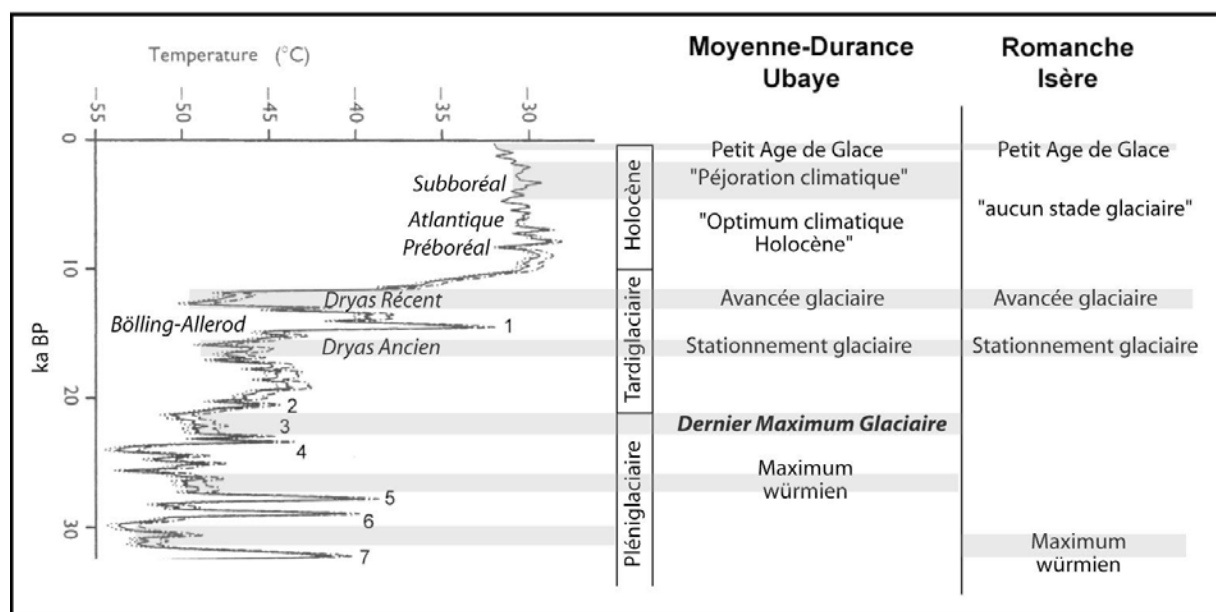 Temperature (°C)
-55
-50
-45
-40
-35
-30
Moyenne-Durance
Ubaye
Romanche
Isère
0
10
20
30
ka BP
Subboréal
Atlantique
Préboréal
Dryas Récent
Bölling-Allerod
Dryas Ancien
1
2
3
4
5
6
7
Holocène
Tardiglaciaire
Pléniglaciaire
Petit Age de Glace
"Péjoration climatique"
"Optimum climatique
Holocène"
Avancée glaciaire
Stationnement glaciaire
Dernier Maximum Glaciaire
Maximum
würmien
Petit Age de Glace
"aucun stade glaciaire"
Avancée glaciaire
Stationnement glaciaire
Maximum
würmien